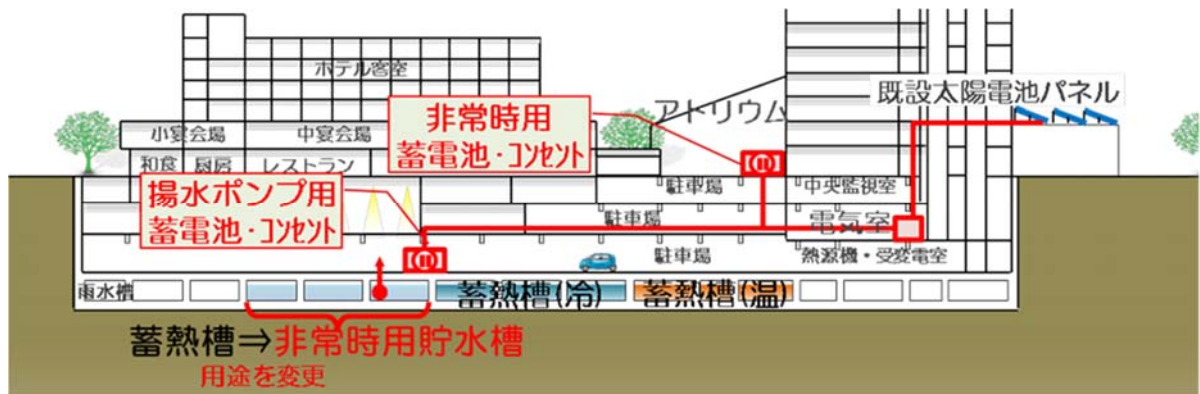 ホテル客室
アトリウム
既設太陽電池パネル
非常時用
蓄電池・コンセント
小宴会場
中宴会場
和食
厨房
レストラン
揚水ポンプ用
蓄電池・コンセント
駐車場
中央監視室
駐車場
電気室
駐車場
熱源機・受変電室
雨水槽
蓄熱槽(冷)
蓄熱槽(温)
蓄熱槽⇒非常時用貯水槽
用途を変更